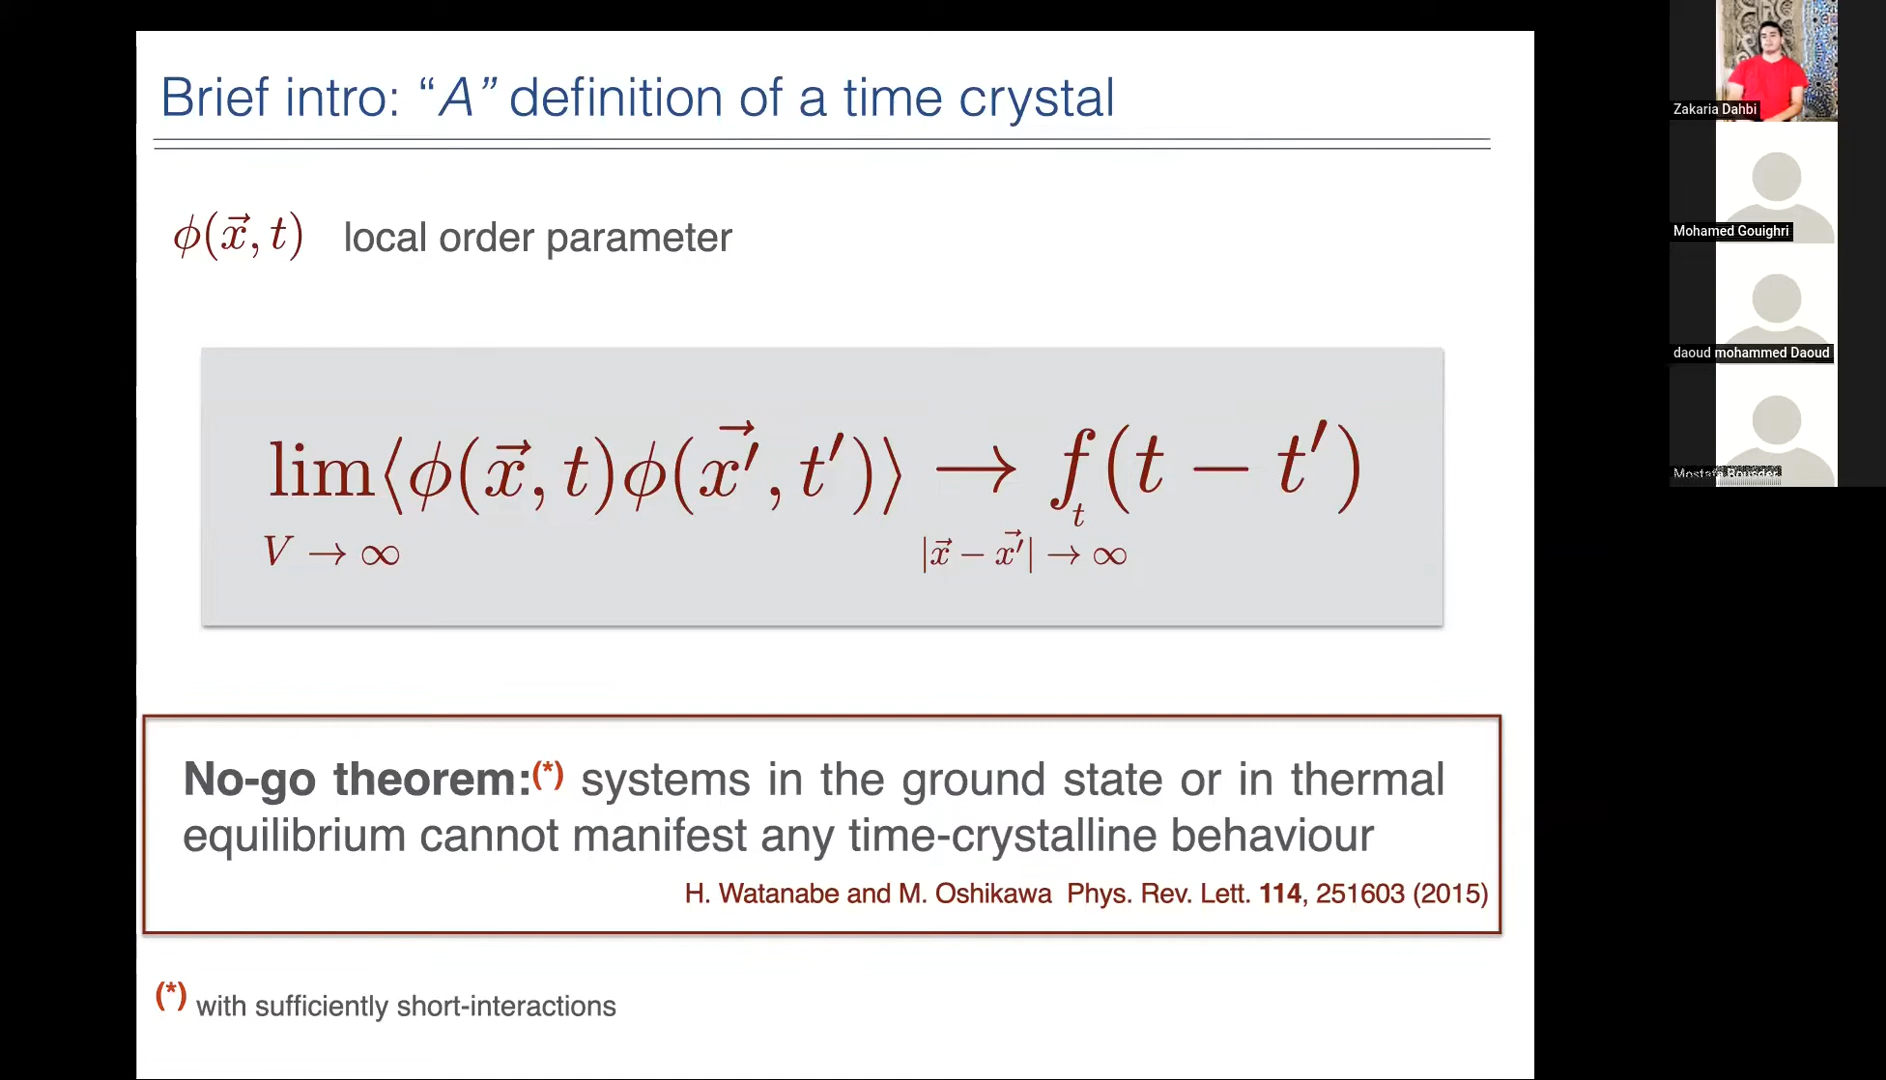 Brief intro: “A” definition of a time crystal
ϕ(x⃗, t) local order parameter
lim⟨ϕ(x⃗, t)ϕ(x⃗′, t′)⟩ → f_t(t − t′)
V → ∞ |x⃗ − x⃗′| → ∞
No-go theorem:(*) systems in the ground state or in thermal
equilibrium cannot manifest any time-crystalline behaviour
H. Watanabe and M. Oshikawa Phys. Rev. Lett. 114, 251603 (2015)
(*) with sufficiently short-interactions
Zakaria Dahbi
Mohamed Gouighri
daoud mohammed Daoud